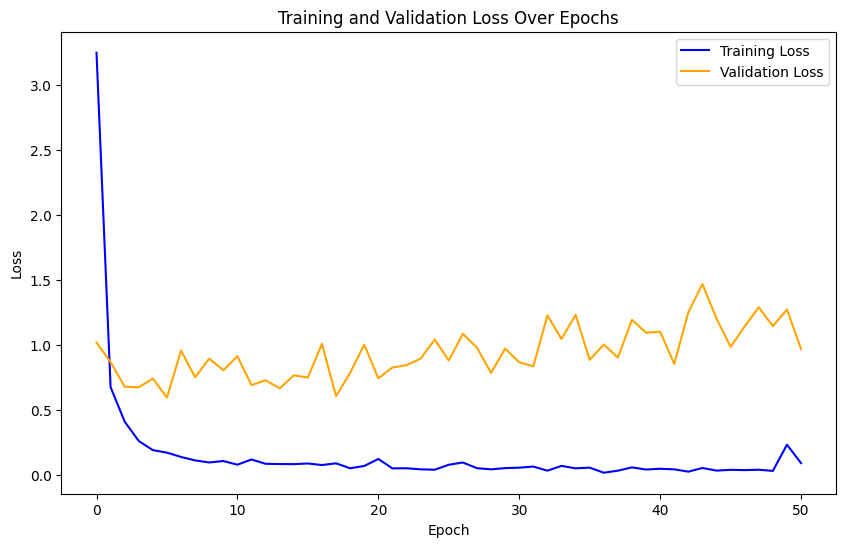 Training and Validation Loss Over Epochs
Training Loss
Validation Loss
3.0
2.5
2.0
1.5
1.0
0.5
0.0
Loss
0 10 20 30 40 50
Epoch